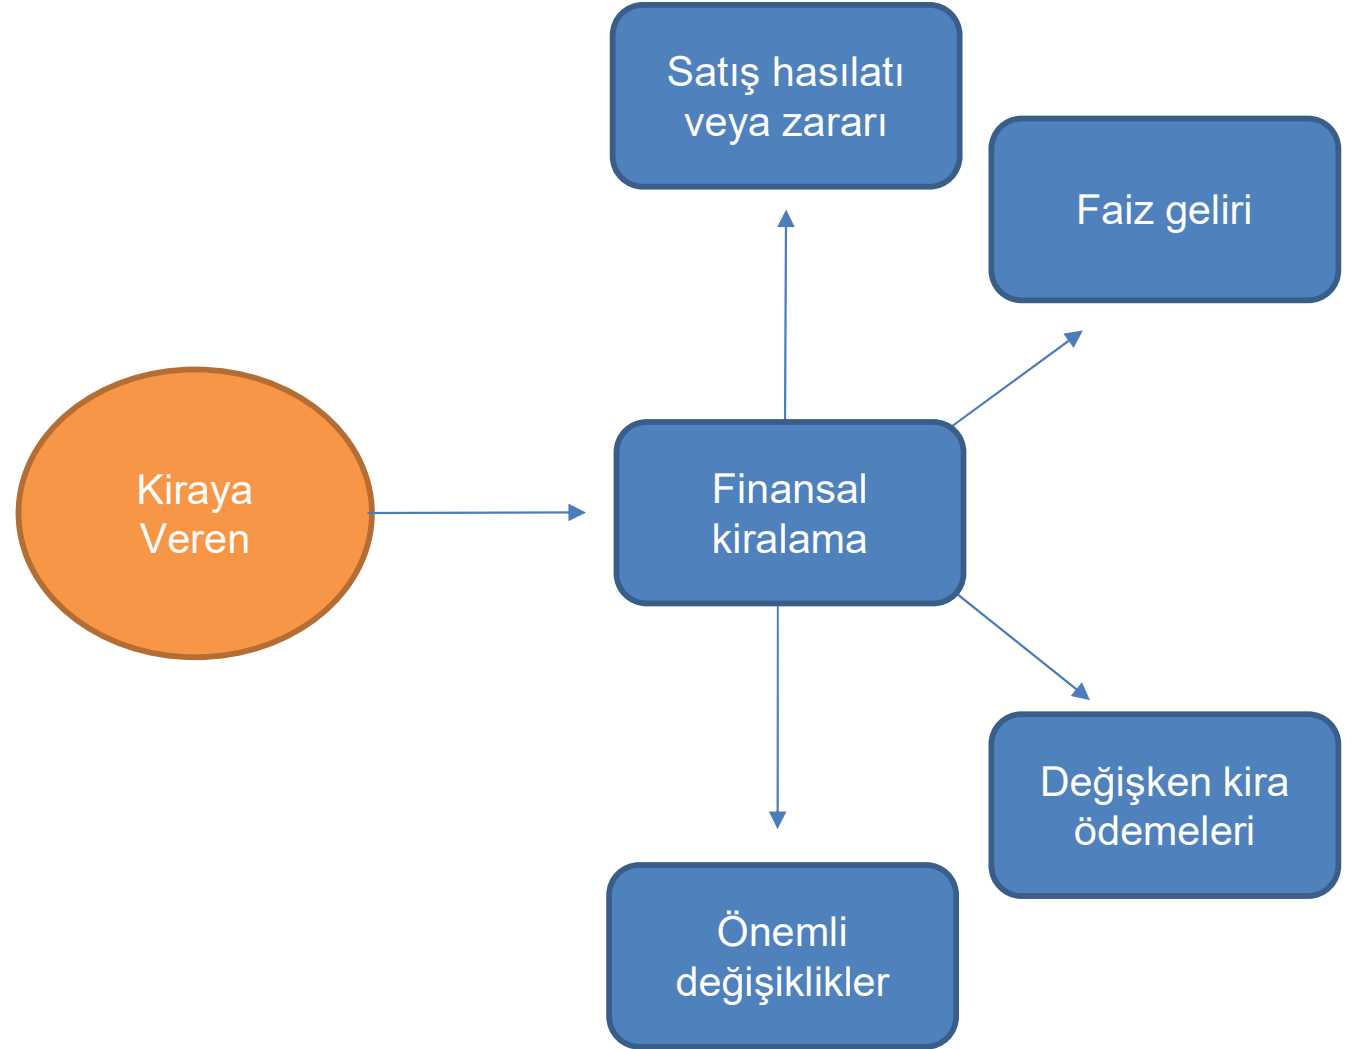 Satış hasılatı
veya zararı
Faiz geliri
Kiraya
Veren
Finansal
kiralama
Değişken kira
ödemeleri
Önemli
değişiklikler